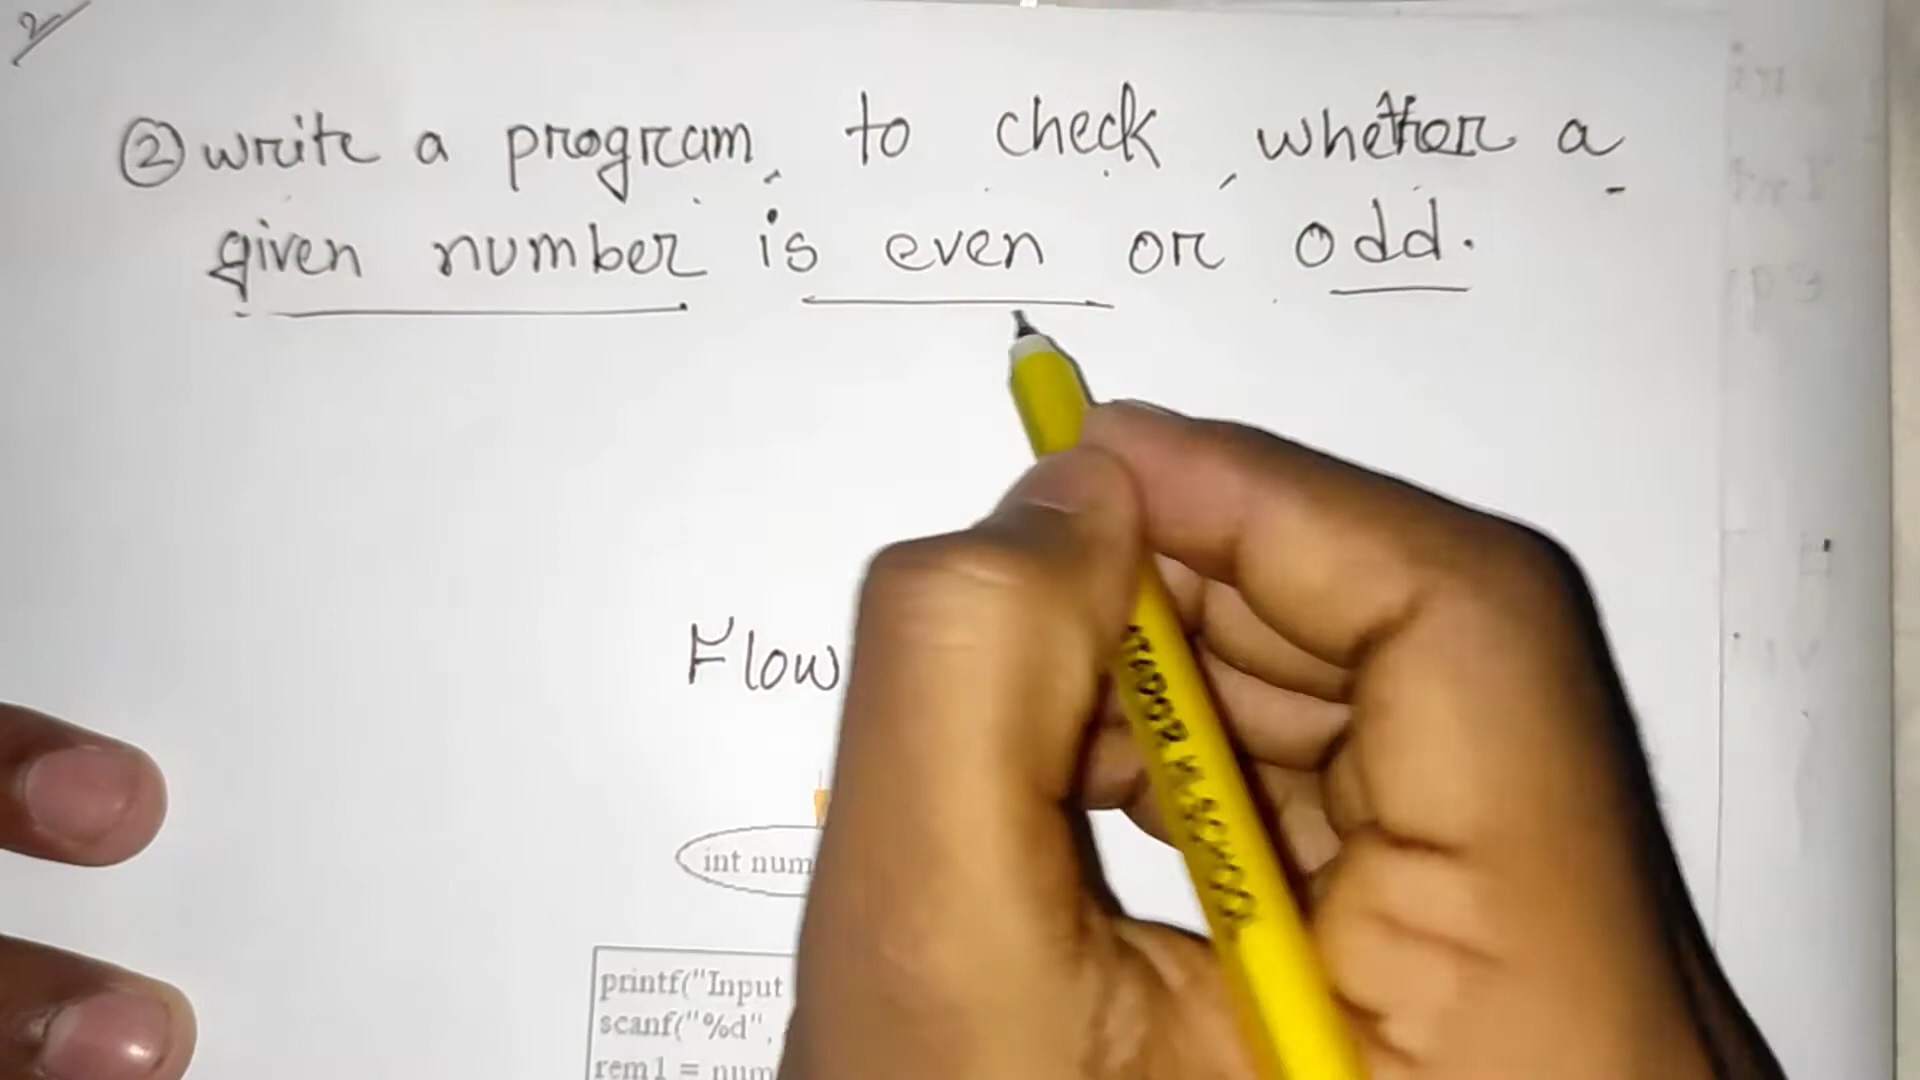 2
② write a program to check whether a
given number is even or odd.
Flow
int num
printf("Input
scanf("%d",
rem1 = num